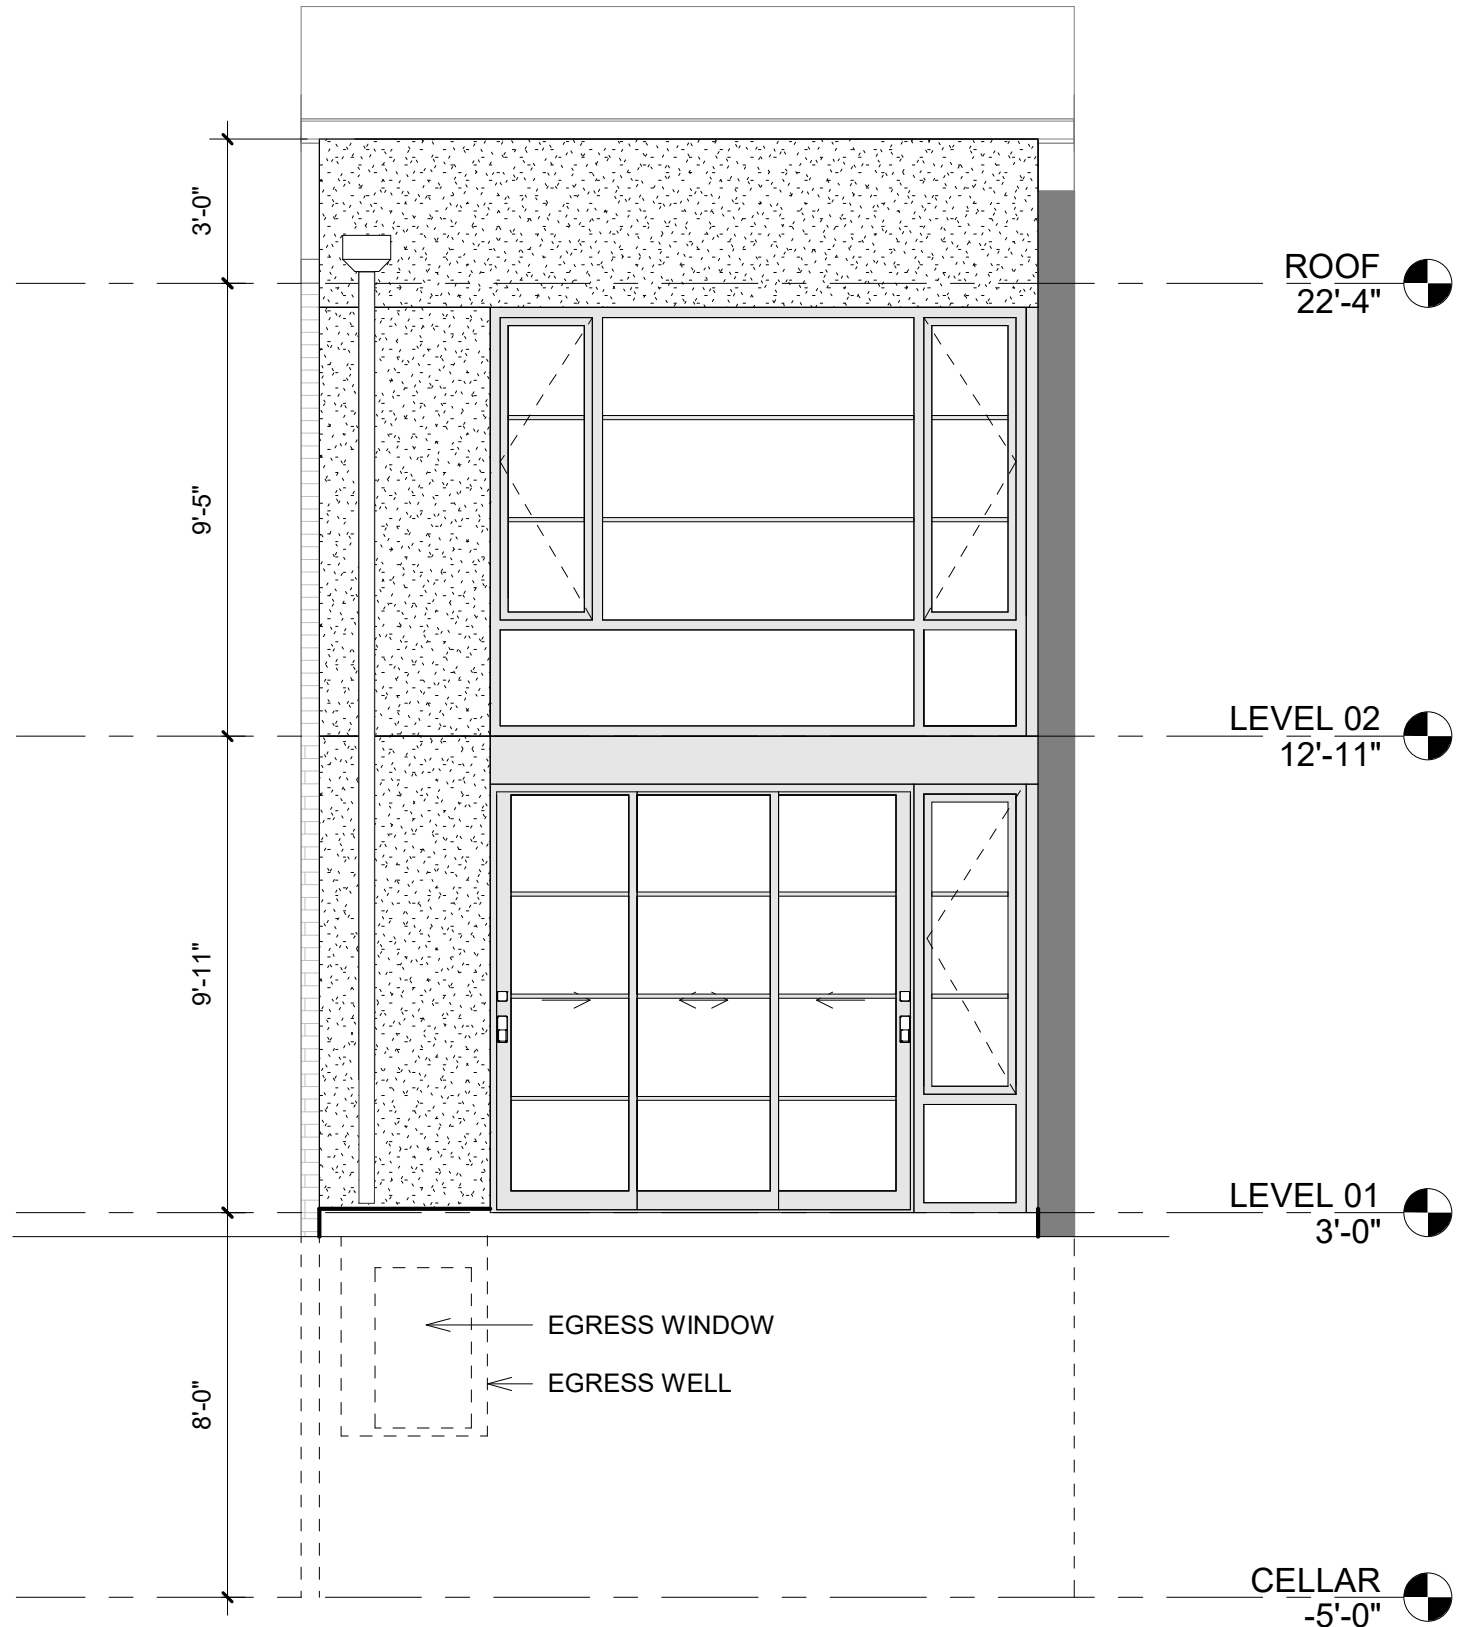 3'-0"
ROOF
22'-4"
9'-5"
LEVEL 02
12'-11"
9'-11"
LEVEL 01
3'-0"
EGRESS WINDOW
EGRESS WELL
8'-0"
CELLAR
-5'-0"